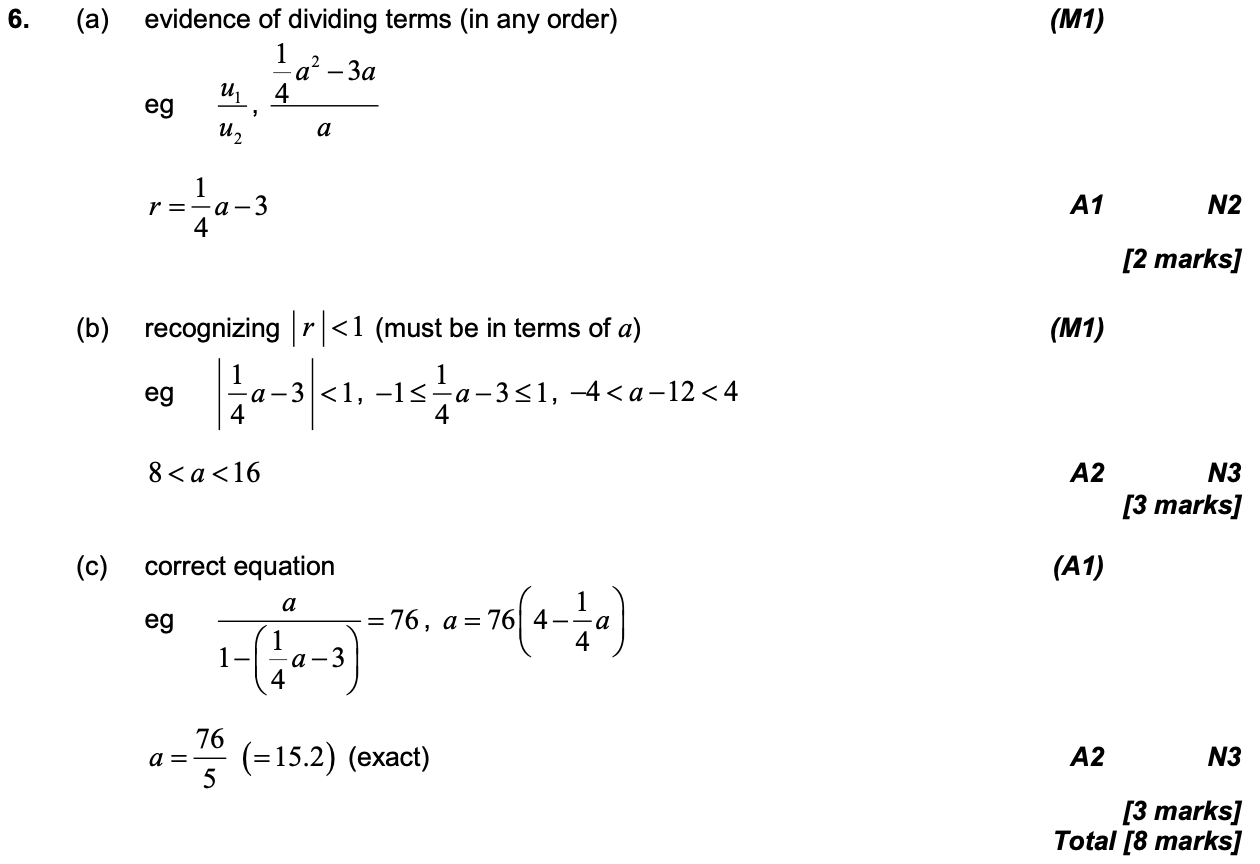 6. (a) evidence of dividing terms (in any order) (M1)
eg $\frac{u_1}{u_2}, \frac{\frac{1}{4}a^2 - 3a}{a}$
$r = \frac{1}{4}a - 3$ A1 N2
[2 marks]
(b) recognizing $|r| < 1$ (must be in terms of $a$) (M1)
eg $\left|\frac{1}{4}a - 3\right| < 1, -1 \leq \frac{1}{4}a - 3 \leq 1, -4 < a - 12 < 4$
$8 < a < 16$ A2 N3
[3 marks]
(c) correct equation (A1)
eg $\frac{a}{1 - \left(\frac{1}{4}a - 3\right)} = 76, a = 76\left(4 - \frac{1}{4}a\right)$
$a = \frac{76}{5} (= 15.2)$ (exact) A2 N3
[3 marks]
Total [8 marks]